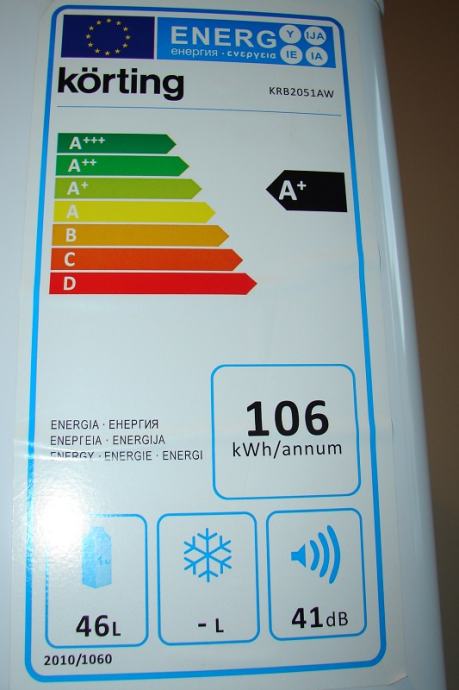 ENERG Y IJA
енергия · ενεργεια IE IA
körting
KRB2051AW
A+++
A++
A+
A+
A
B
C
D
106
kWh/annum
ENERGIA · ЕНЕРГИЯ
ΕΝΕΡΓΕΙΑ · ENERGIJA
ENERGY · ENERGIE · ENERGI
46L
- L
41dB
2010/1060